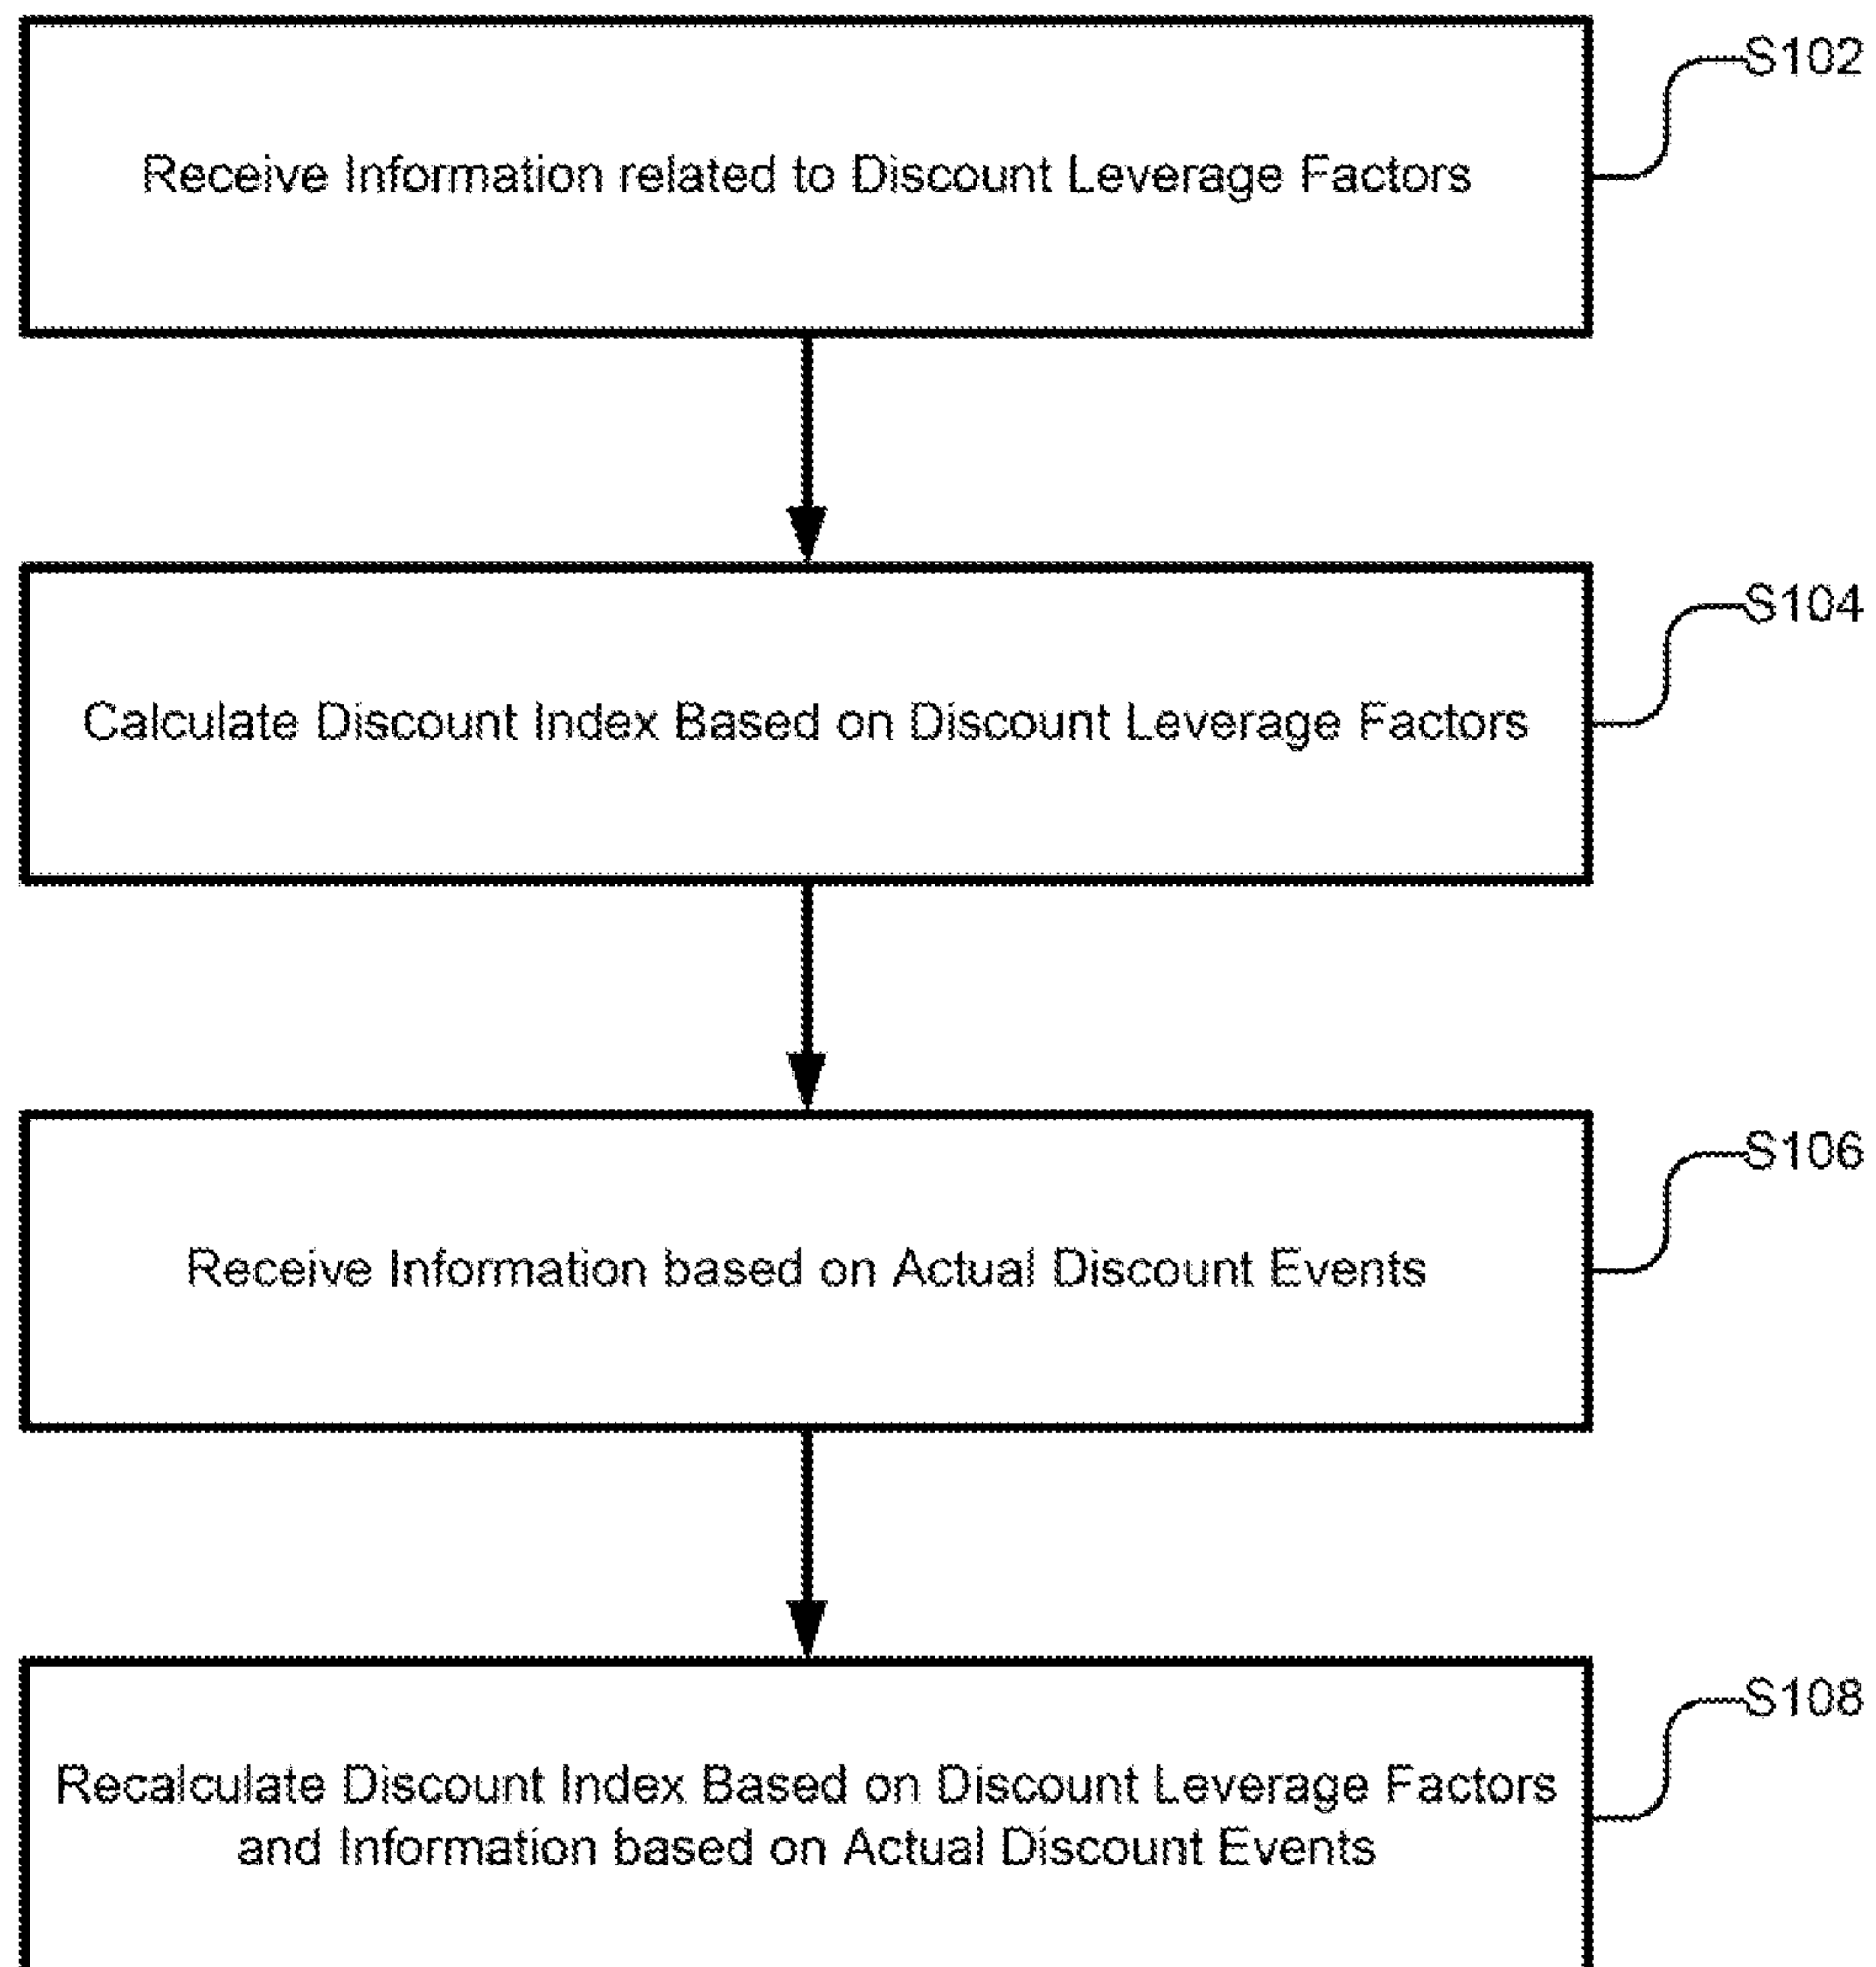 S102
Receive Information related to Discount Leverage Factors
S104
Calculate Discount Index Based on Discount Leverage Factors
S106
Receive Information based on Actual Discount Events
S108
Recalculate Discount Index Based on Discount Leverage Factors
and Information based on Actual Discount Events